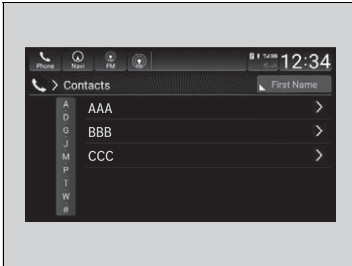 Phone Navi FM 12:34
Contacts First Name
A
D
G
J
M
P
T
W
#
AAA
BBB
CCC